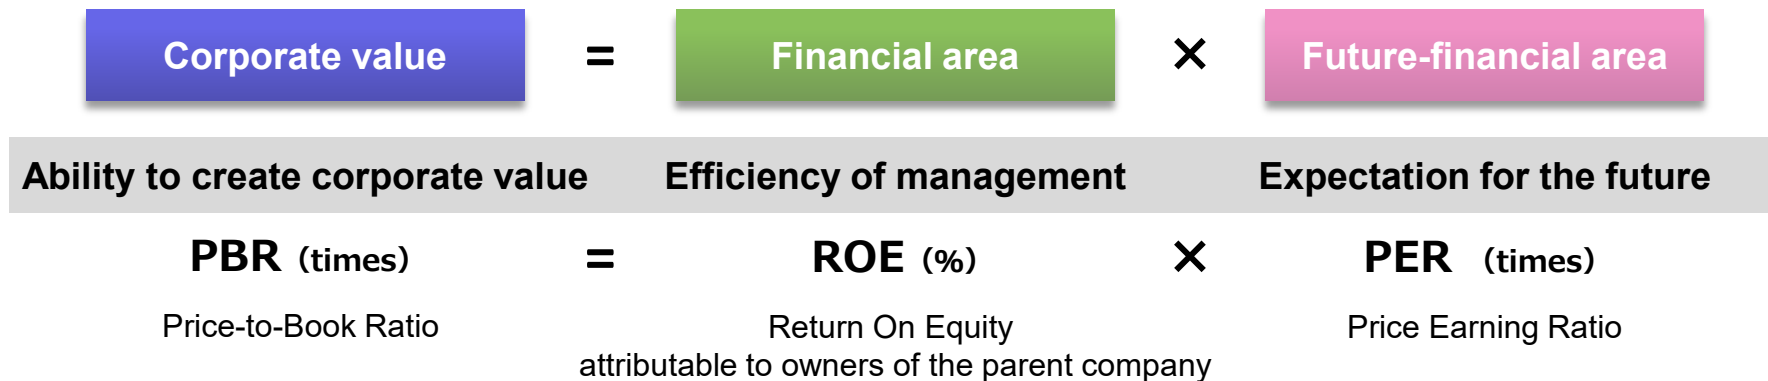 Corporate value = Financial area × Future-financial area
Ability to create corporate value Efficiency of management Expectation for the future
PBR (times) = ROE (%) × PER (times)
Price-to-Book Ratio Return On Equity Price Earning Ratio
attributable to owners of the parent company